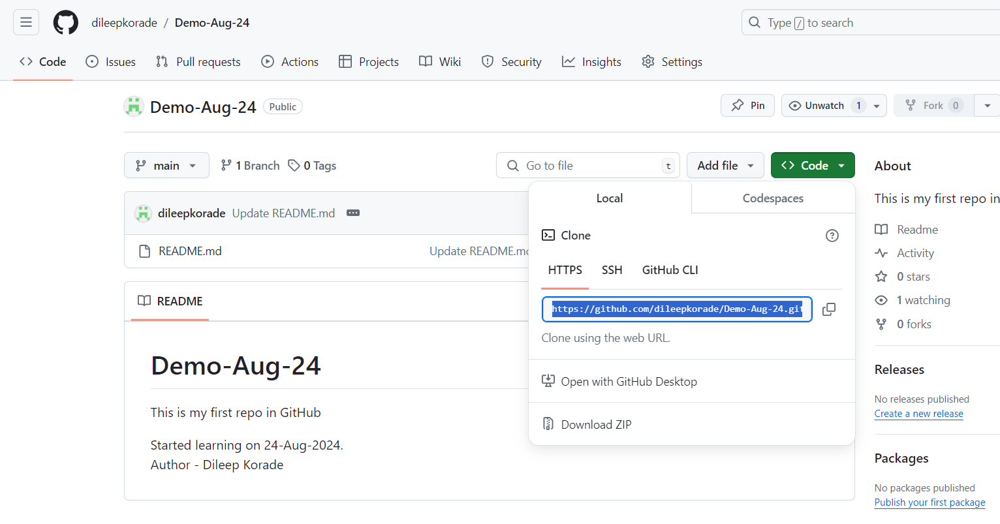 dileepkorade / Demo-Aug-24
Type / to search
Code Issues Pull requests Actions Projects Wiki Security Insights Settings
Demo-Aug-24 Public
Pin Unwatch 1 Fork 0
main 1 Branch 0 Tags
Go to file t Add file Code
dileepkorade Update README.md
README.md Update README.md
README
Demo-Aug-24
This is my first repo in GitHub
Started learning on 24-Aug-2024.
Author - Dileep Korade
Local Codespaces
Clone
HTTPS SSH GitHub CLI
https://github.com/dileepkorade/Demo-Aug-24.git
Clone using the web URL.
Open with GitHub Desktop
Download ZIP
About
This is my first repo in
Readme
Activity
0 stars
1 watching
0 forks
Releases
No releases published
Create a new release
Packages
No packages published
Publish your first package